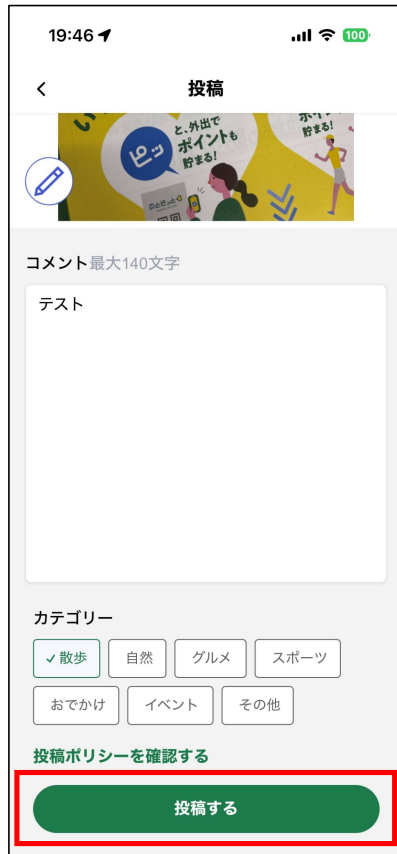 19:46
100
投稿
ピッ
と、外出で
ポイントも
貯まる!
貯まる!
コメント最大140文字
テスト
カテゴリー
✓散歩 自然 グルメ スポーツ
おでかけ イベント その他
投稿ポリシーを確認する
投稿する